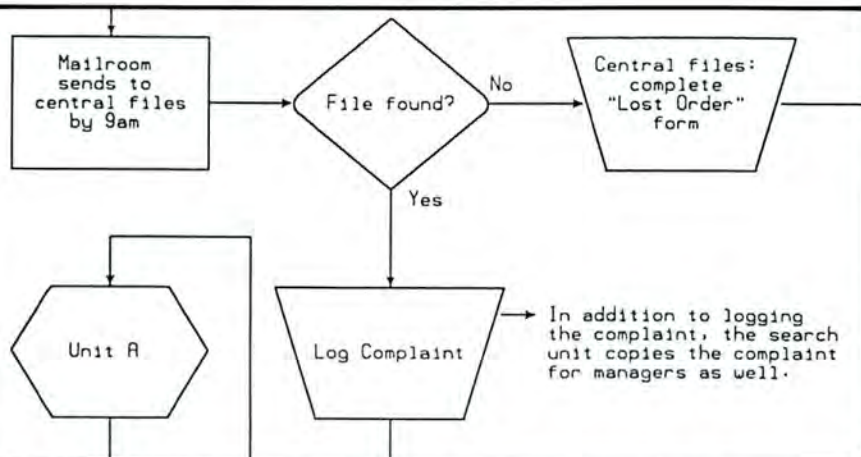 Mailroom
sends to
central files
by 9am
File found?
No
Central files:
complete
"Lost Order"
form
Yes
Unit A
Log Complaint
In addition to logging
the complaint, the search
unit copies the complaint
for managers as well.